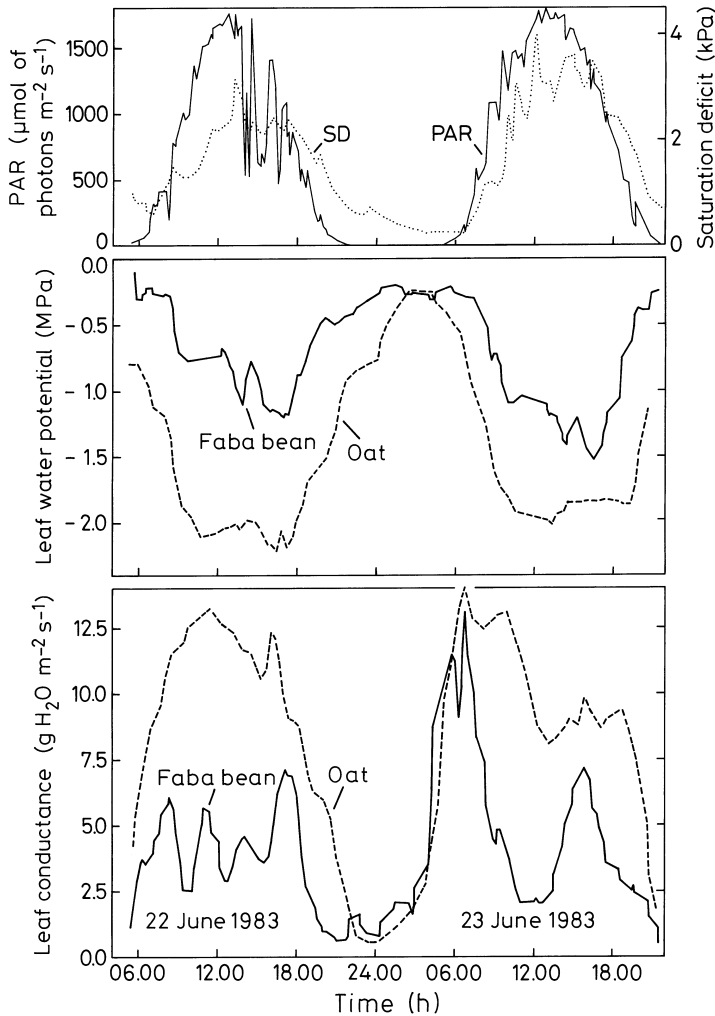 PAR (µmol of
photons m–2 s–1)
1500
1000
500
0
SD
PAR
4
2
0
Saturation deficit (kPa)
Leaf water potential (MPa)
0.0
–0.5
–1.0
–1.5
–2.0
Faba bean
Oat
Leaf conductance (g H2O m–2 s–1)
12.5
10.0
7.5
5.0
2.5
0.0
Faba bean
Oat
22 June 1983
23 June 1983
06.00 12.00 18.00 24.00 06.00 12.00 18.00
Time (h)